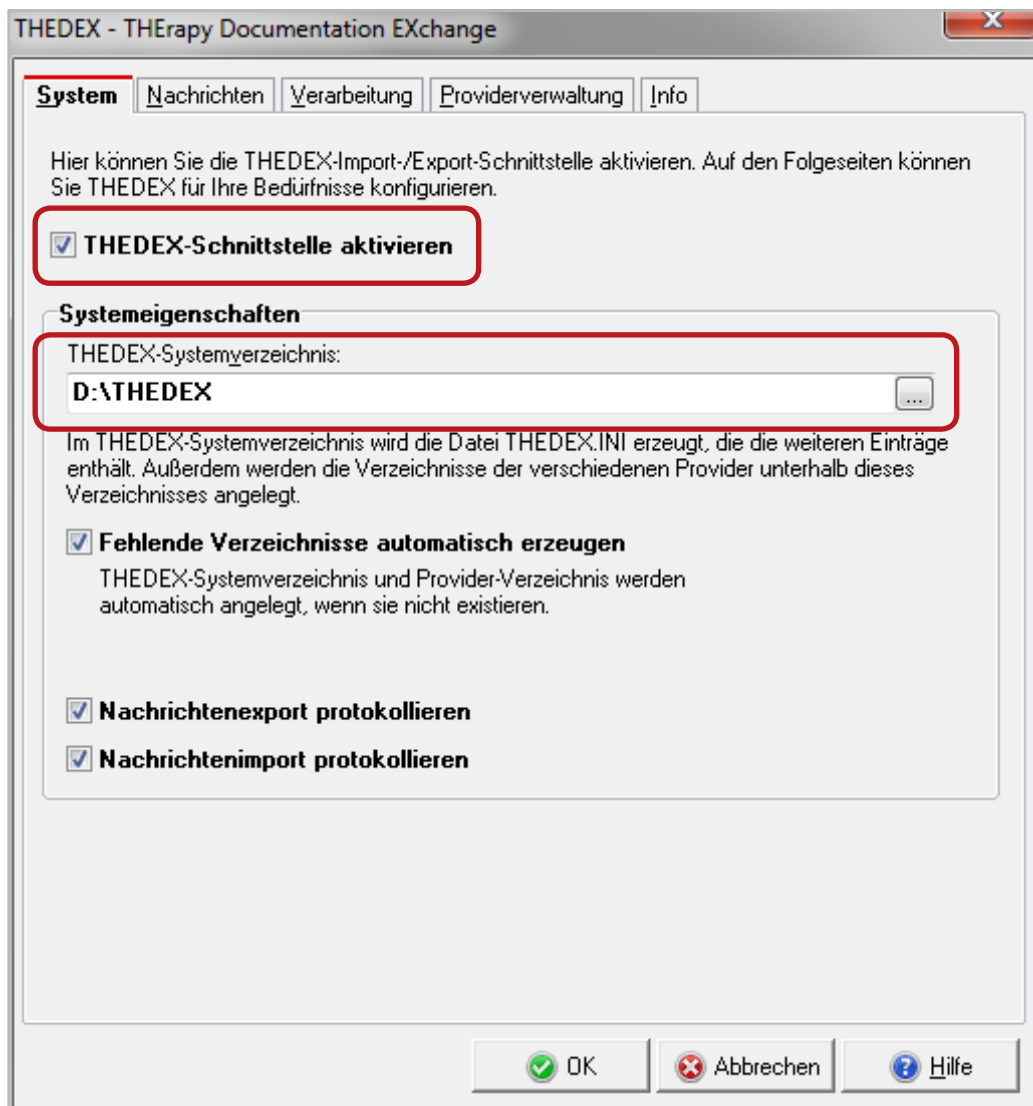 THEDEX - THErapy Documentation EXchange
System Nachrichten Verarbeitung Providerverwaltung Info
Hier können Sie die THEDEX-Import-/Export-Schnittstelle aktivieren. Auf den Folgeseiten können
Sie THEDEX für Ihre Bedürfnisse konfigurieren.
THEDEX-Schnittstelle aktivieren
Systemeigenschaften
THEDEX-Systemverzeichnis:
D:\THEDEX
...
Im THEDEX-Systemverzeichnis wird die Datei THEDEX.INI erzeugt, die die weiteren Einträge
enthält. Außerdem werden die Verzeichnisse der verschiedenen Provider unterhalb dieses
Verzeichnisses angelegt.
Fehlende Verzeichnisse automatisch erzeugen
THEDEX-Systemverzeichnis und Provider-Verzeichnis werden
automatisch angelegt, wenn sie nicht existieren.
Nachrichtenexport protokollieren
Nachrichtenimport protokollieren
OK Abbrechen Hilfe